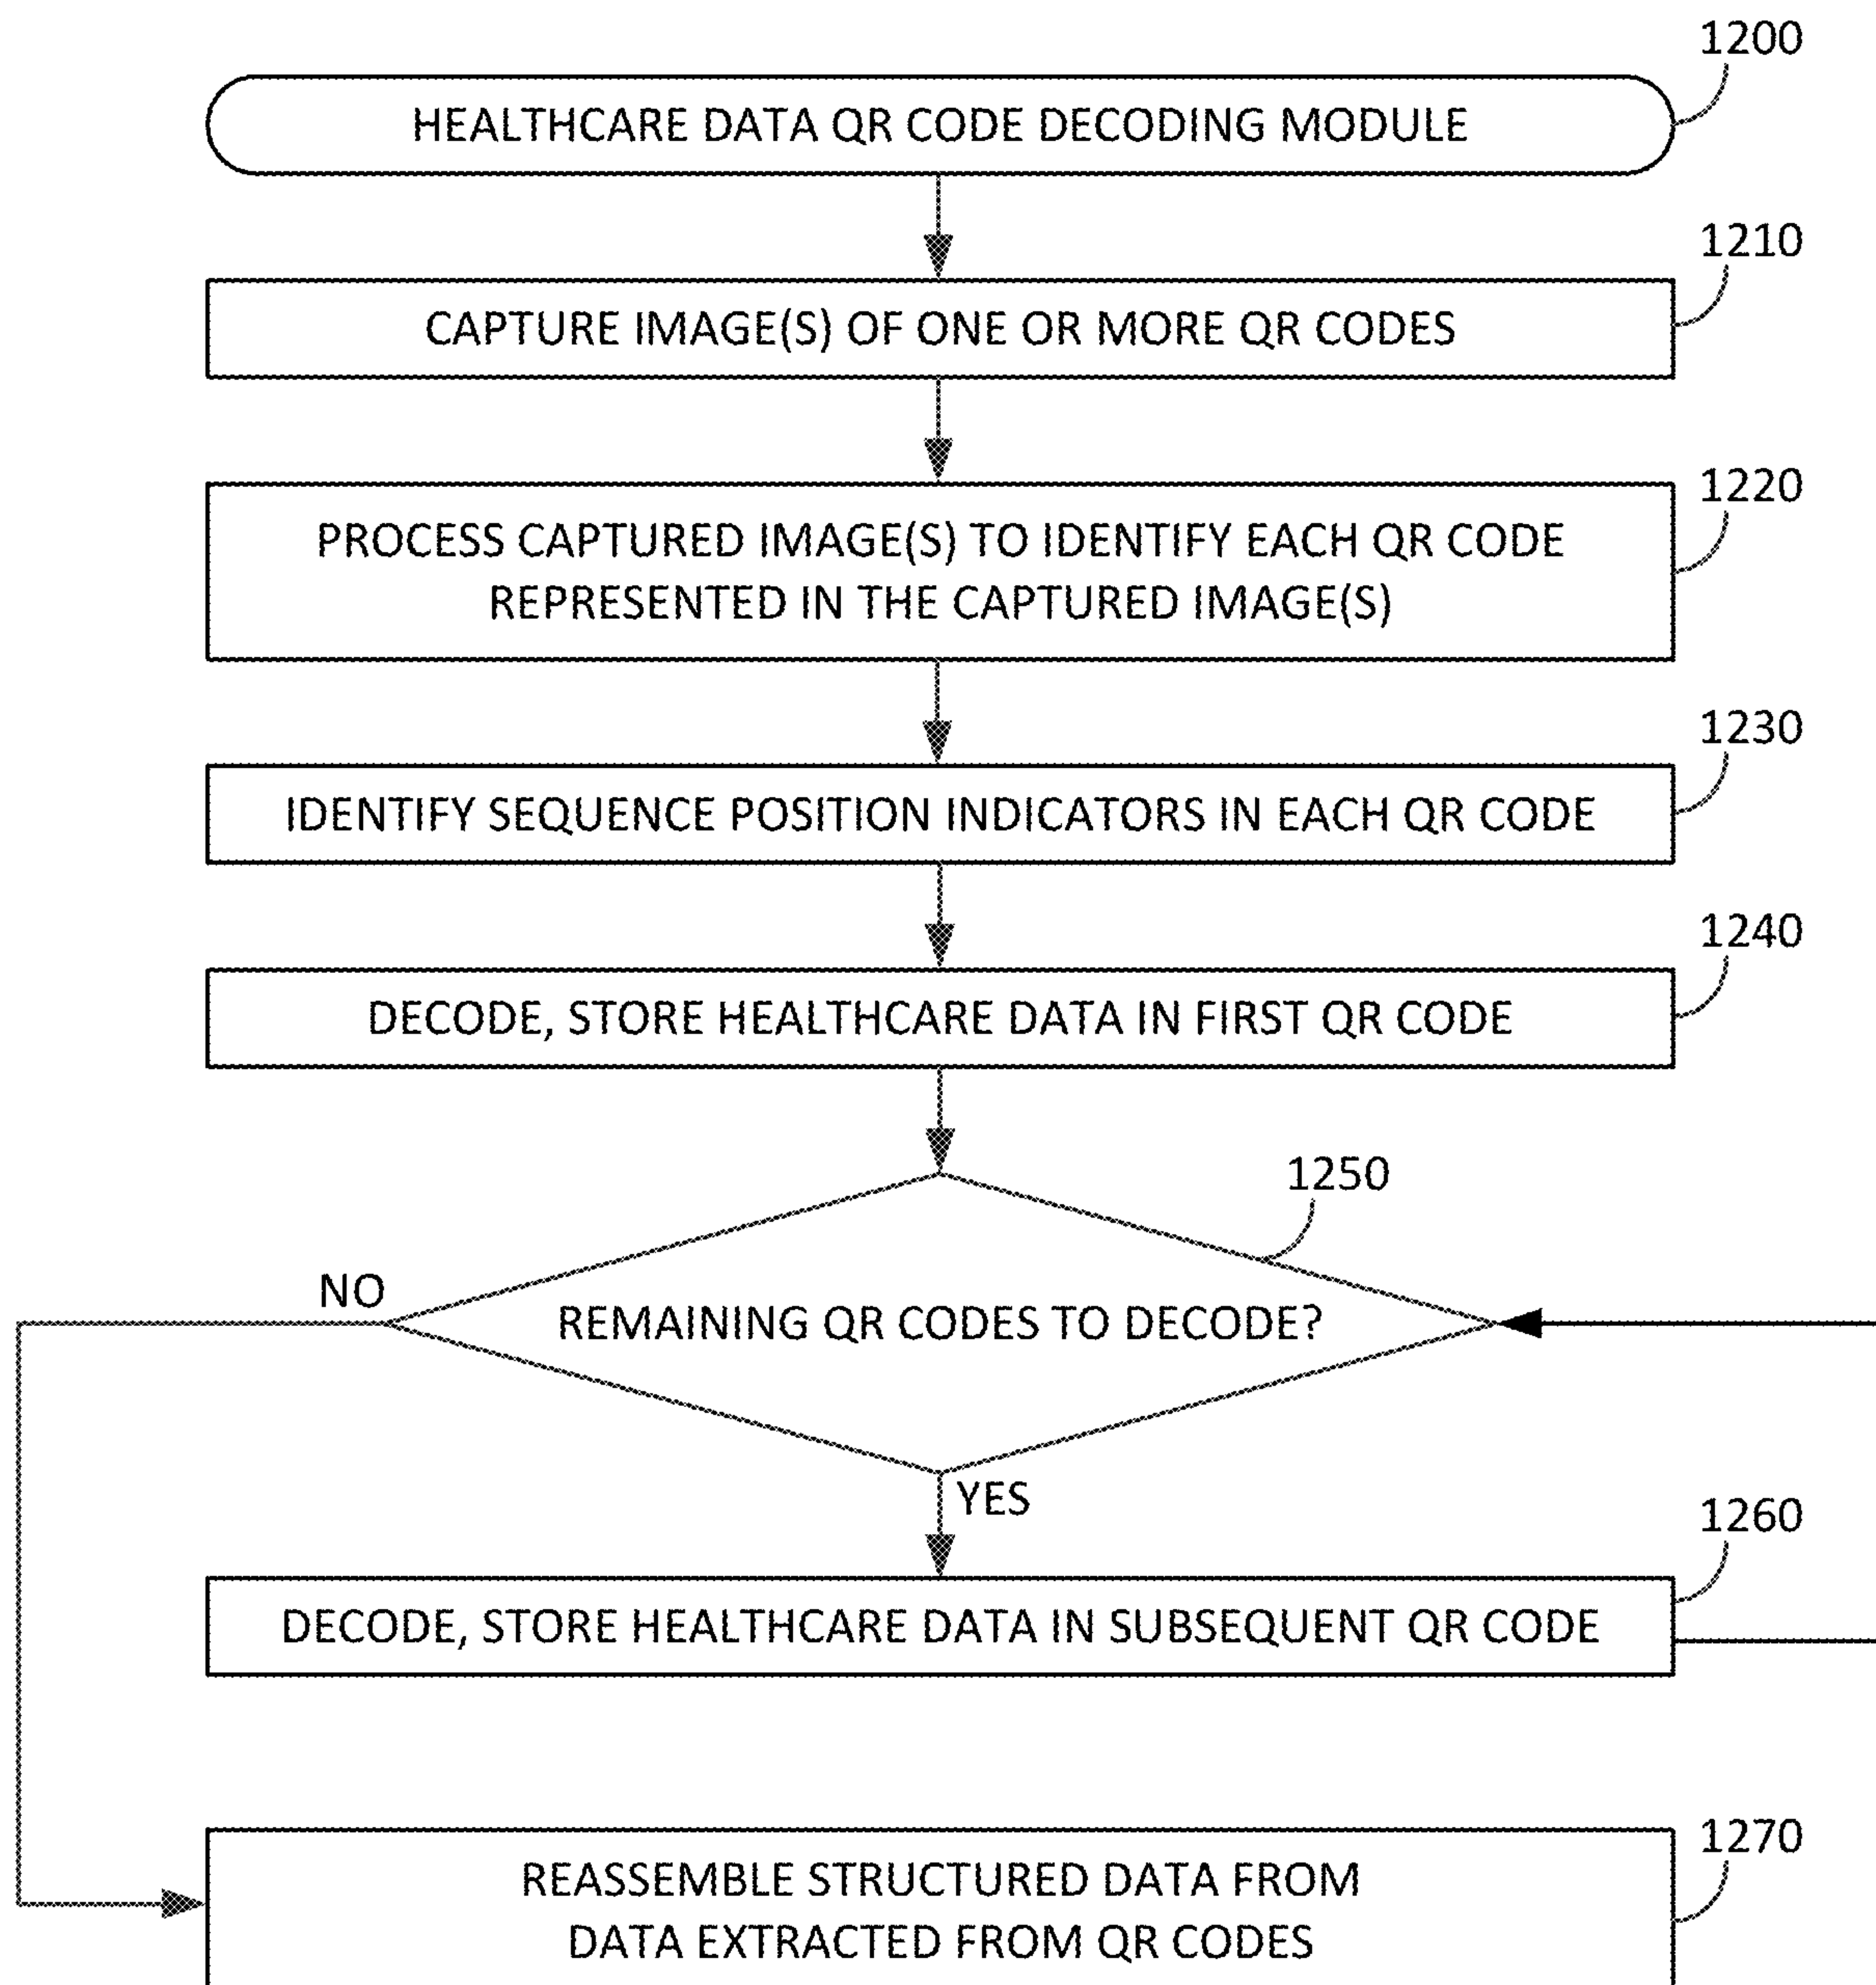 1200
HEALTHCARE DATA QR CODE DECODING MODULE
1210
CAPTURE IMAGE(S) OF ONE OR MORE QR CODES
1220
PROCESS CAPTURED IMAGE(S) TO IDENTIFY EACH QR CODE
REPRESENTED IN THE CAPTURED IMAGE(S)
1230
IDENTIFY SEQUENCE POSITION INDICATORS IN EACH QR CODE
1240
DECODE, STORE HEALTHCARE DATA IN FIRST QR CODE
1250
NO
REMAINING QR CODES TO DECODE?
YES
1260
DECODE, STORE HEALTHCARE DATA IN SUBSEQUENT QR CODE
1270
REASSEMBLE STRUCTURED DATA FROM
DATA EXTRACTED FROM QR CODES